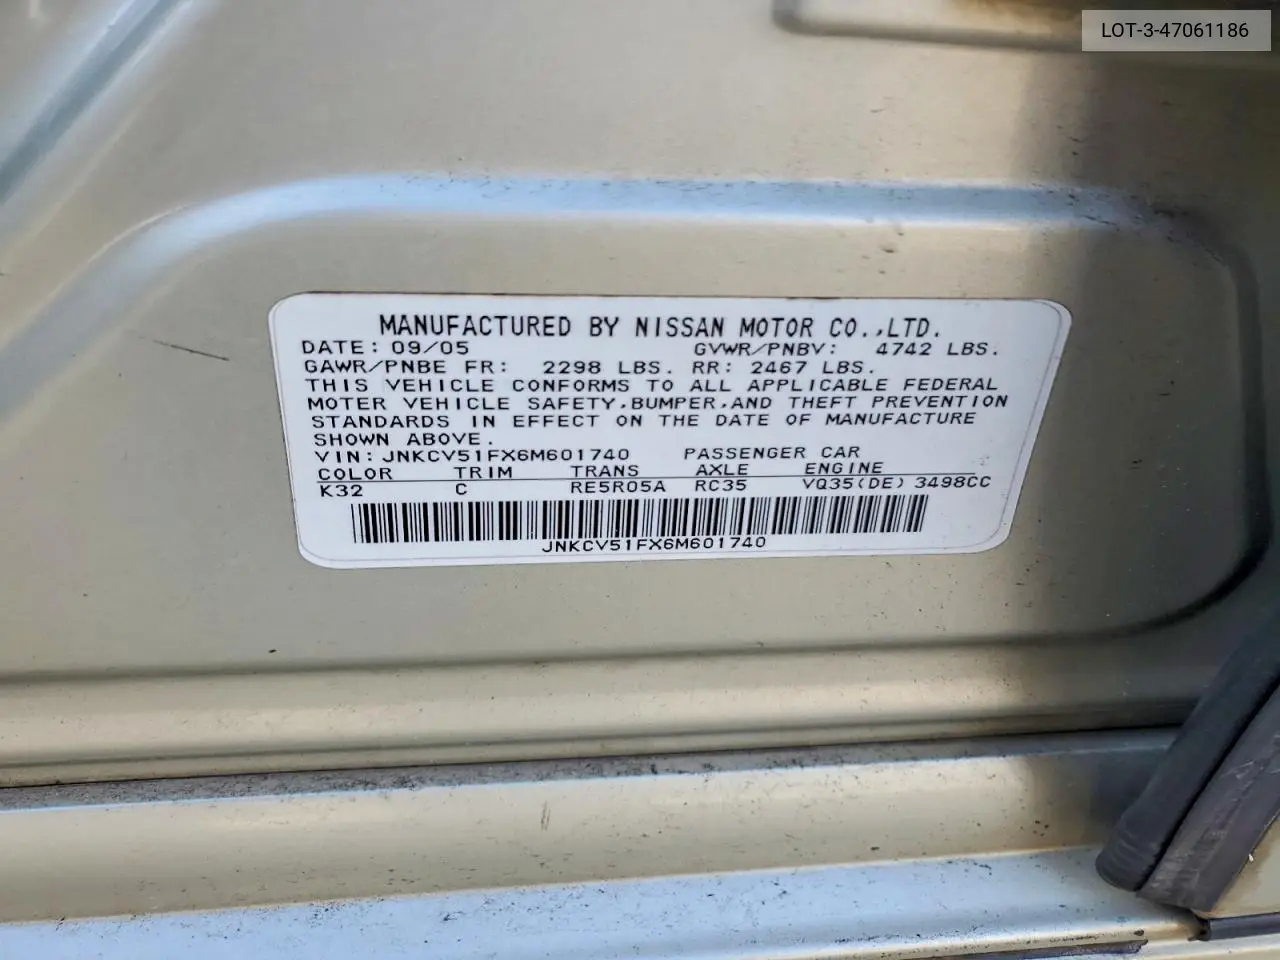 LOT-3-47061186
MANUFACTURED BY NISSAN MOTOR CO.,LTD.
DATE: 09/05 GVWR/PNBV: 4742 LBS.
GAWR/PNBE FR: 2298 LBS. RR: 2467 LBS.
THIS VEHICLE CONFORMS TO ALL APPLICABLE FEDERAL
MOTER VEHICLE SAFETY,BUMPER,AND THEFT PREVENTION
STANDARDS IN EFFECT ON THE DATE OF MANUFACTURE
SHOWN ABOVE.
VIN: JNKCV51FX6M601740 PASSENGER CAR
COLOR TRIM TRANS AXLE ENGINE
K32 C RE5R05A RC35 VQ35(DE) 3498CC
JNKCV51FX6M601740